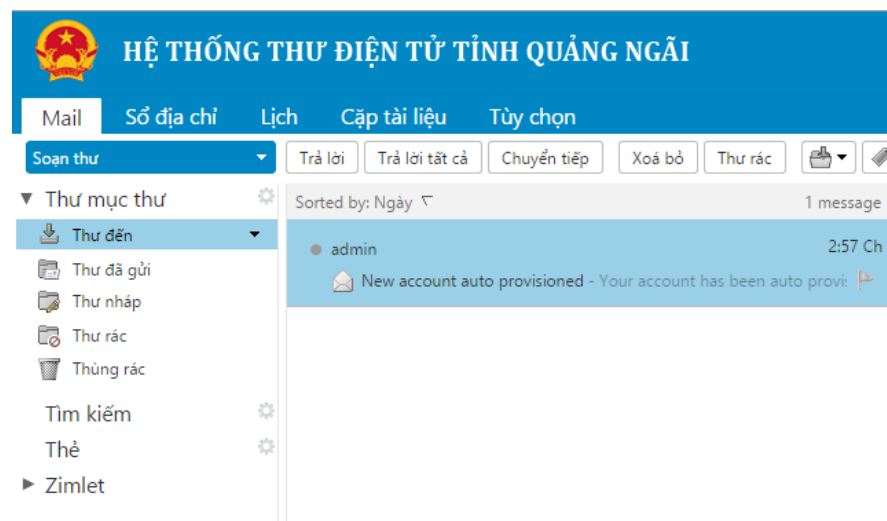 HỆ THỐNG THƯ ĐIỆN TỬ TỈNH QUẢNG NGÃI
Mail Sổ địa chỉ Lịch Cặp tài liệu Tùy chọn
Soạn thư Trả lời Trả lời tất cả Chuyển tiếp Xoá bỏ Thư rác
Thư mục thư Sorted by: Ngày 1 message
Thư đến admin 2:57 Ch
Thư đã gửi New account auto provisioned - Your account has been auto provi:
Thư nháp
Thư rác
Thùng rác
Tìm kiếm
Thẻ
Zimlet